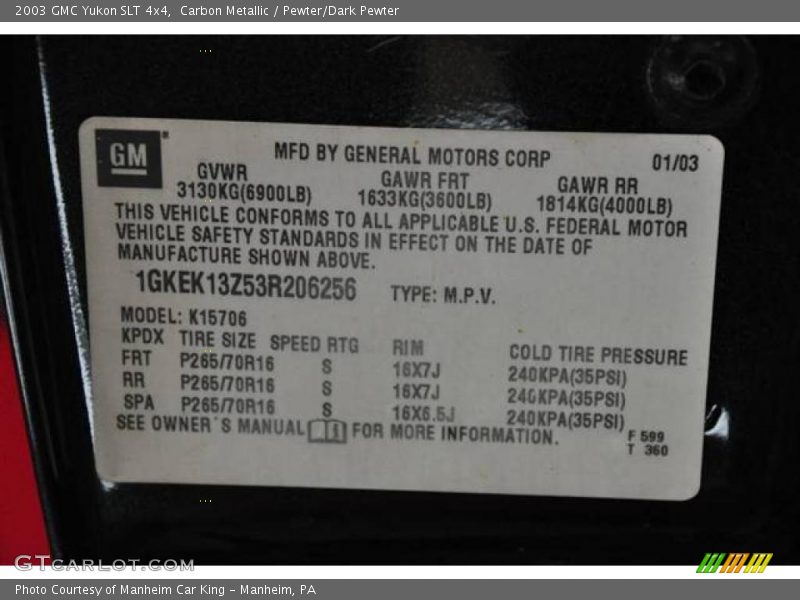 2003 GMC Yukon SLT 4x4,  Carbon Metallic / Pewter/Dark Pewter
GM
MFD BY GENERAL MOTORS CORP 01/03
GVWR GAWR FRT GAWR RR
3130KG(6900LB) 1633KG(3600LB) 1814KG(4000LB)
THIS VEHICLE CONFORMS TO ALL APPLICABLE U.S. FEDERAL MOTOR
VEHICLE SAFETY STANDARDS IN EFFECT ON THE DATE OF
MANUFACTURE SHOWN ABOVE.
1GKEK13Z53R206256 TYPE: M.P.V.
MODEL: K15706
KPDX TIRE SIZE SPEED RTG RIM COLD TIRE PRESSURE
FRT P265/70R16 S 16X7J 240KPA(35PSI)
RR P265/70R16 S 16X7J 240KPA(35PSI)
SPA P265/70R16 S 16X6.5J 240KPA(35PSI)
SEE OWNER'S MANUAL FOR MORE INFORMATION.
F 599
T 360
GTCARLOT.COM
Photo Courtesy of Manheim Car King - Manheim, PA